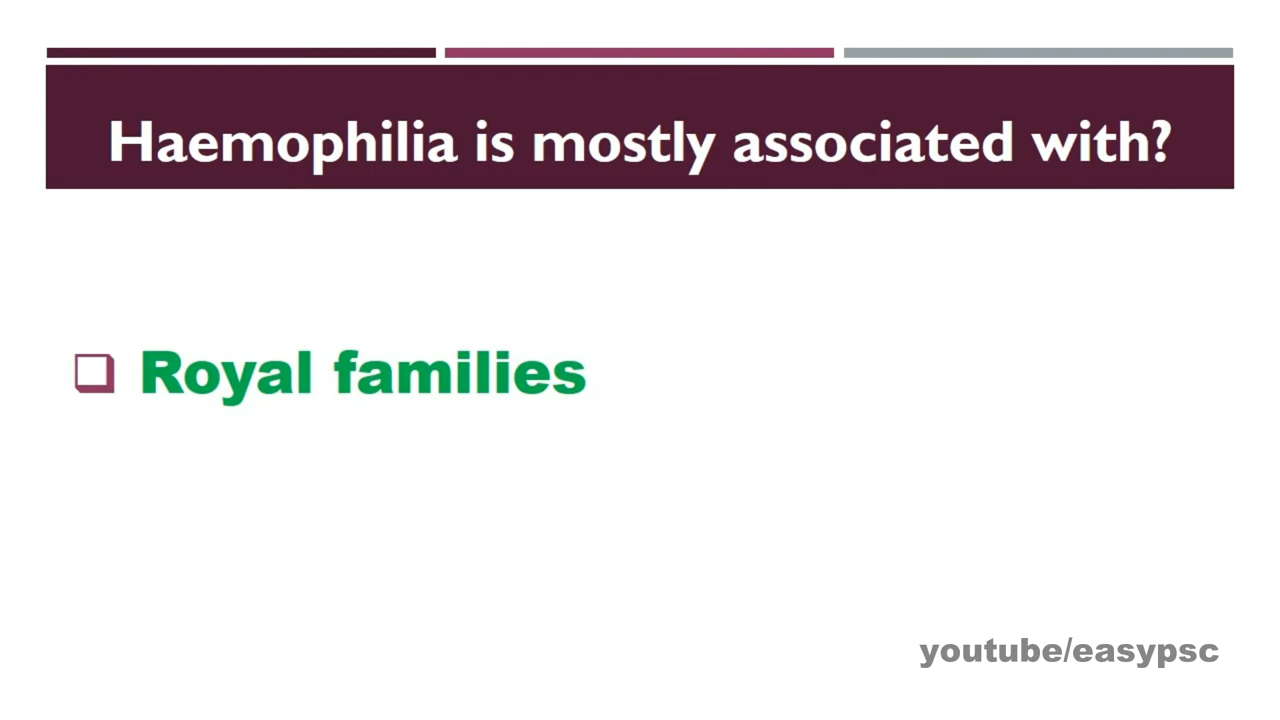 Haemophilia is mostly associated with?
Royal families
youtube/easypsc